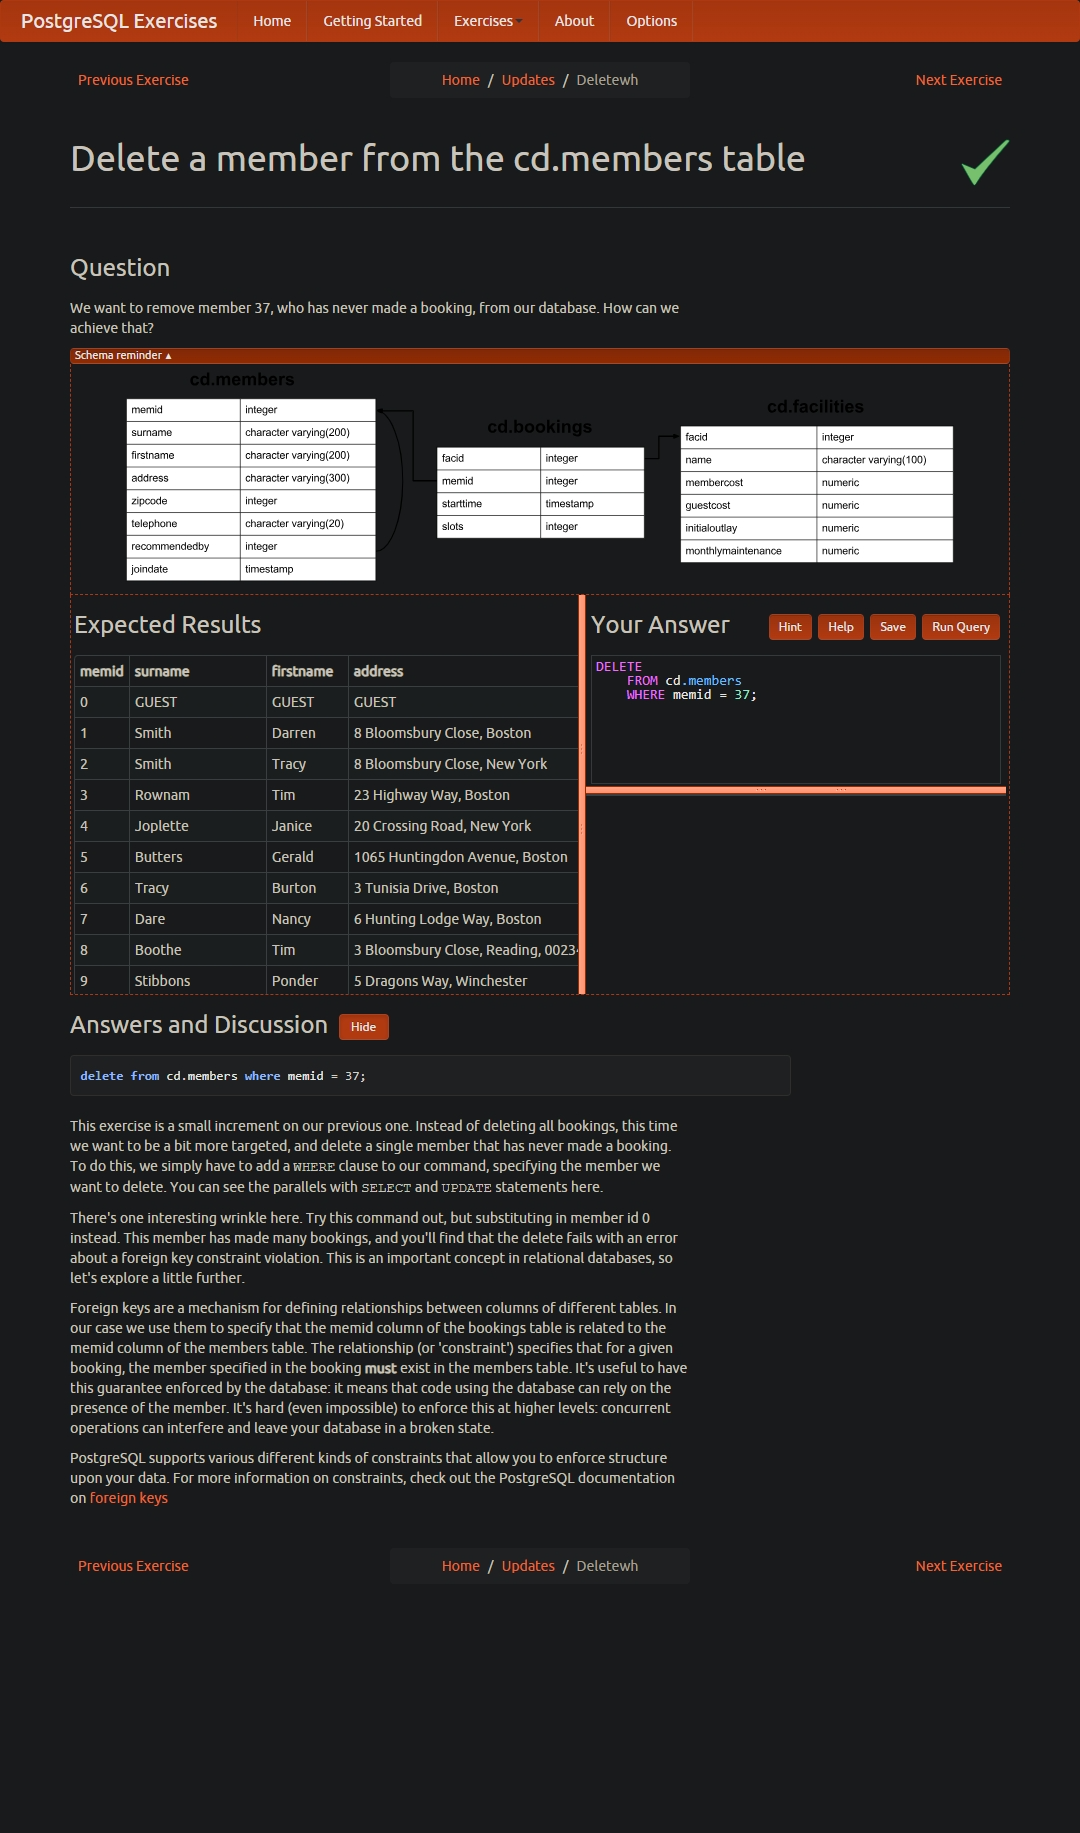 PostgreSQL Exercises Home Getting Started Exercises About Options
Previous Exercise Home / Updates / Deletewh Next Exercise
Delete a member from the cd.members table
Question
We want to remove member 37, who has never made a booking, from our database. How can we
achieve that?
Schema reminder ▲
cd.members
memid integer
surname character varying(200)
firstname character varying(200)
address character varying(300)
zipcode integer
telephone character varying(20)
recommendedby integer
joindate timestamp
cd.bookings
facid integer
memid integer
starttime timestamp
slots integer
cd.facilities
facid integer
name character varying(100)
membercost numeric
guestcost numeric
initialoutlay numeric
monthlymaintenance numeric
Expected Results
memid surname firstname address
0 GUEST GUEST GUEST
1 Smith Darren 8 Bloomsbury Close, Boston
2 Smith Tracy 8 Bloomsbury Close, New York
3 Rownam Tim 23 Highway Way, Boston
4 Joplette Janice 20 Crossing Road, New York
5 Butters Gerald 1065 Huntingdon Avenue, Boston
6 Tracy Burton 3 Tunisia Drive, Boston
7 Dare Nancy 6 Hunting Lodge Way, Boston
8 Boothe Tim 3 Bloomsbury Close, Reading, 0023
9 Stibbons Ponder 5 Dragons Way, Winchester
Your Answer Hint Help Save Run Query
DELETE
FROM cd.members
WHERE memid = 37;
Answers and Discussion Hide
delete from cd.members where memid = 37;
This exercise is a small increment on our previous one. Instead of deleting all bookings, this time
we want to be a bit more targeted, and delete a single member that has never made a booking.
To do this, we simply have to add a WHERE clause to our command, specifying the member we
want to delete. You can see the parallels with SELECT and UPDATE statements here.
There's one interesting wrinkle here. Try this command out, but substituting in member id 0
instead. This member has made many bookings, and you'll find that the delete fails with an error
about a foreign key constraint violation. This is an important concept in relational databases, so
let's explore a little further.
Foreign keys are a mechanism for defining relationships between columns of different tables. In
our case we use them to specify that the memid column of the bookings table is related to the
memid column of the members table. The relationship (or 'constraint') specifies that for a given
booking, the member specified in the booking must exist in the members table. It's useful to have
this guarantee enforced by the database: it means that code using the database can rely on the
presence of the member. It's hard (even impossible) to enforce this at higher levels: concurrent
operations can interfere and leave your database in a broken state.
PostgreSQL supports various different kinds of constraints that allow you to enforce structure
upon your data. For more information on constraints, check out the PostgreSQL documentation
on foreign keys
Previous Exercise Home / Updates / Deletewh Next Exercise